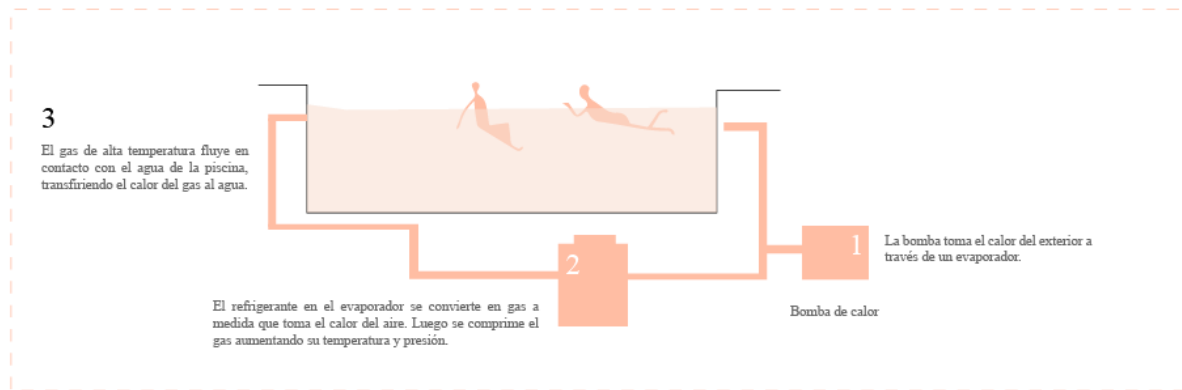 3
El gas de alta temperatura fluye en
contacto con el agua de la piscina,
transfiriendo el calor del gas al agua.
1
La bomba toma el calor del exterior a
través de un evaporador.
Bomba de calor
2
El refrigerante en el evaporador se convierte en gas a
medida que toma el calor del aire. Luego se comprime el
gas aumentando su temperatura y presión.